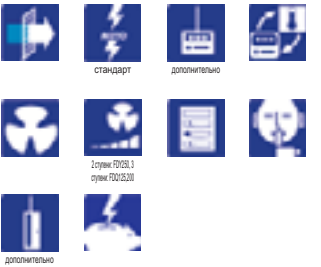 стандарт
дополнительно
2 ступени: FDY250, 3
ступени: FDQ125,200
дополнительно